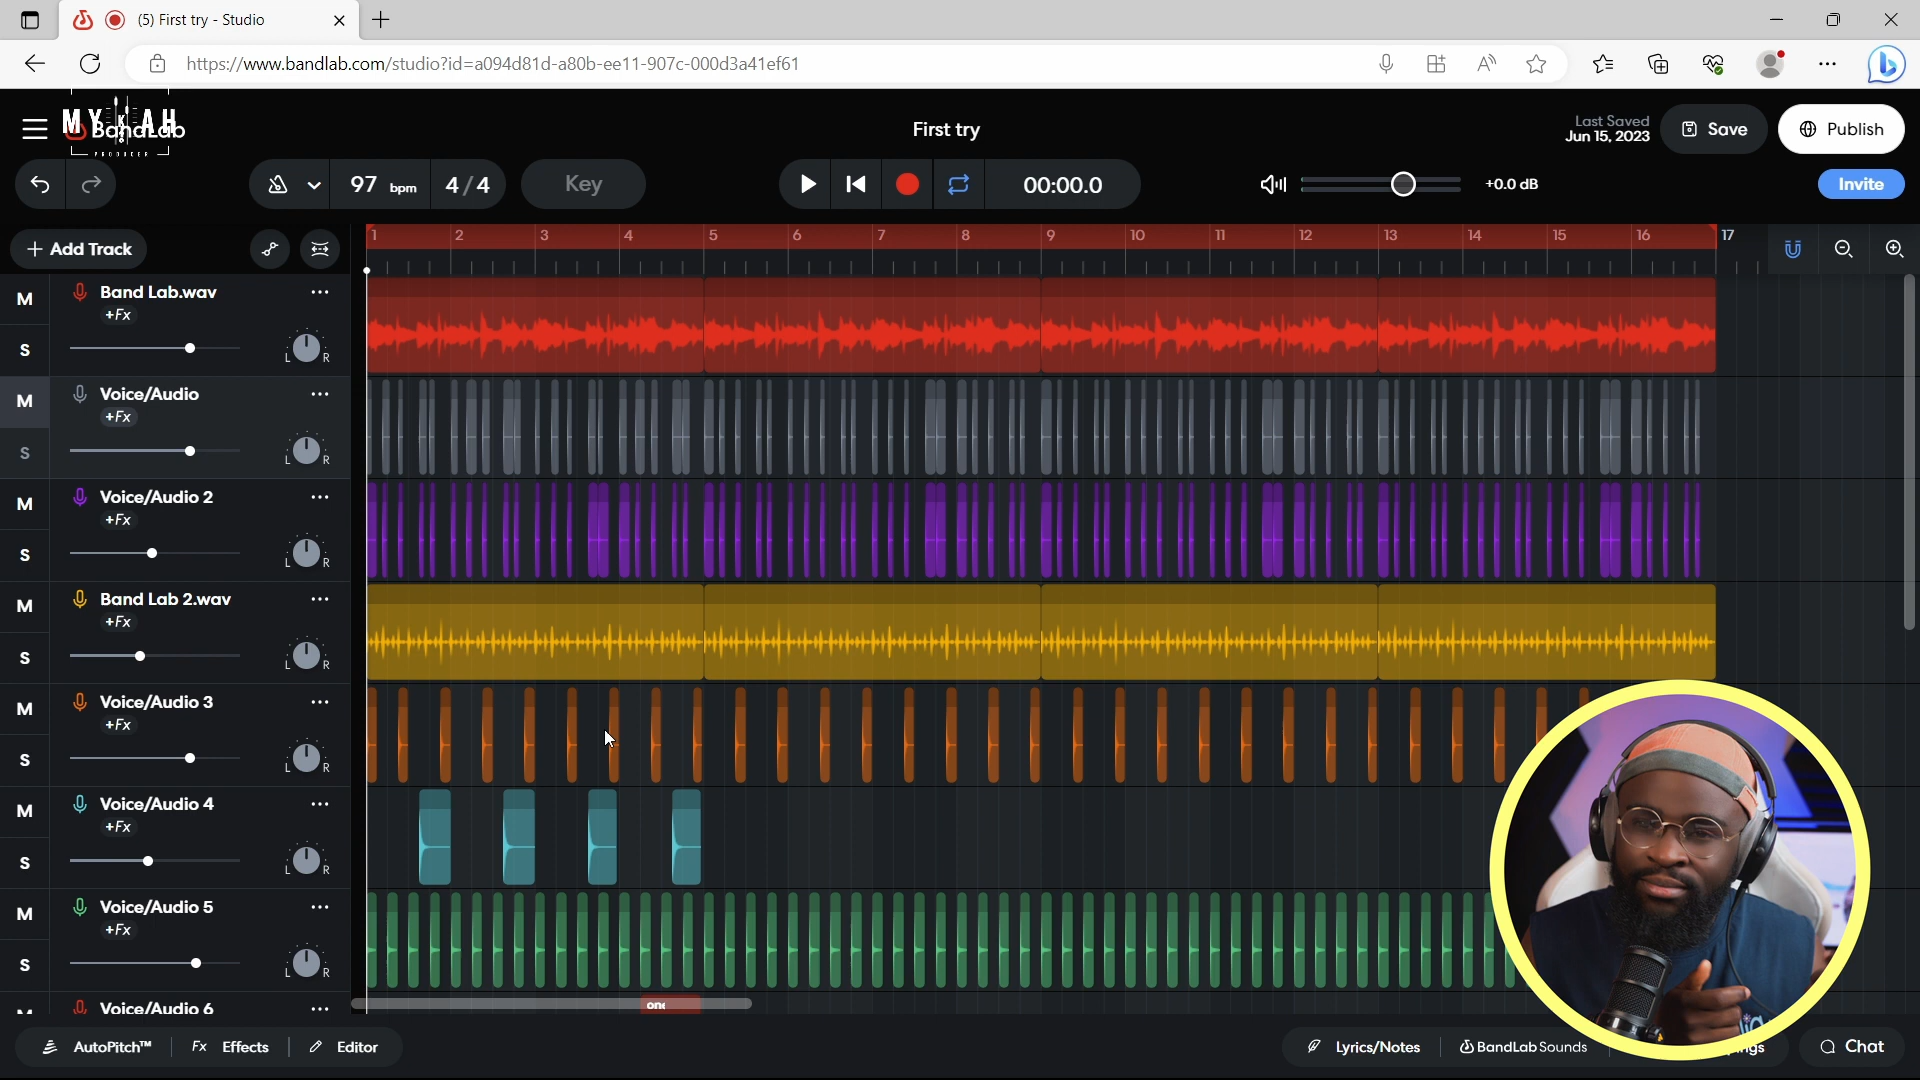 (5) First try - Studio
https://www.bandlab.com/studio?id=a094d81d-a80b-ee11-907c-000d3a41ef61
MYKAH
PRODUCER
BandLab
First try
Last Saved
Jun 15, 2023
Save
Publish
97 bpm
4/4
Key
00:00.0
+0.0 dB
Invite
+ Add Track
1 2 3 4 5 6 7 8 9 10 11 12 13 14 15 16 17
M
Band Lab.wav
+Fx
S
L R
M
Voice/Audio
+Fx
S
L R
M
Voice/Audio 2
+Fx
S
L R
M
Band Lab 2.wav
+Fx
S
L R
M
Voice/Audio 3
+Fx
S
L R
M
Voice/Audio 4
+Fx
S
L R
M
Voice/Audio 5
+Fx
S
L R
Voice/Audio 6
AutoPitch™
Fx Effects
Editor
Lyrics/Notes
BandLab Sounds
Chat